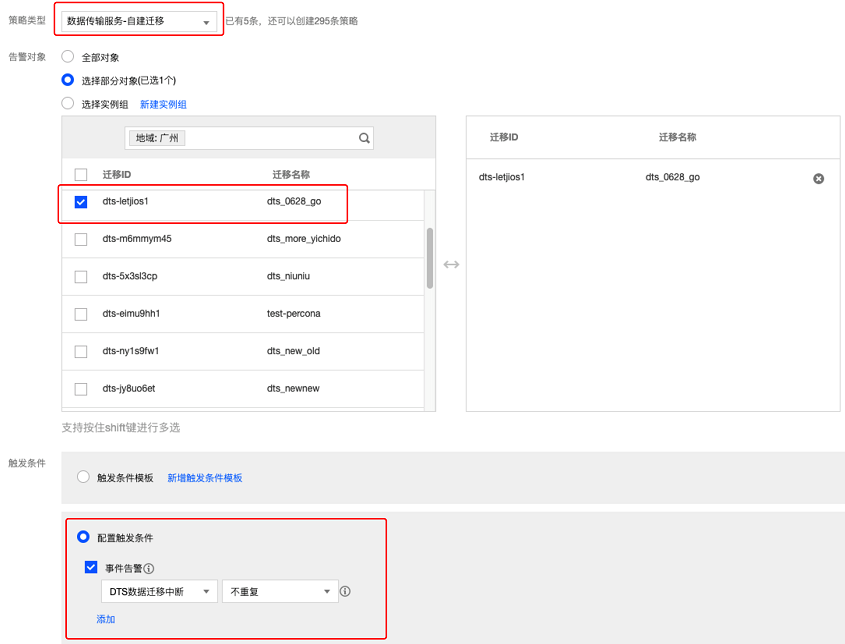 策略类型 数据传输服务-自建迁移 已有5条，还可以创建295条策略
告警对象 全部对象
选择部分对象(已选1个)
选择实例组 新建实例组
地域: 广州
迁移ID 迁移名称
dts-letjios1 dts_0628_go
dts-m6mmym45 dts_more_yichido
dts-5x3sl3cp dts_niuniu
dts-eimu9hh1 test-percona
dts-ny1s9fw1 dts_new_old
dts-jy8uo6et dts_newnew
迁移ID 迁移名称
dts-letjios1 dts_0628_go
支持按住shift键进行多选
触发条件 触发条件模板 新增触发条件模板
配置触发条件
事件告警
DTS数据迁移中断 不重复
添加